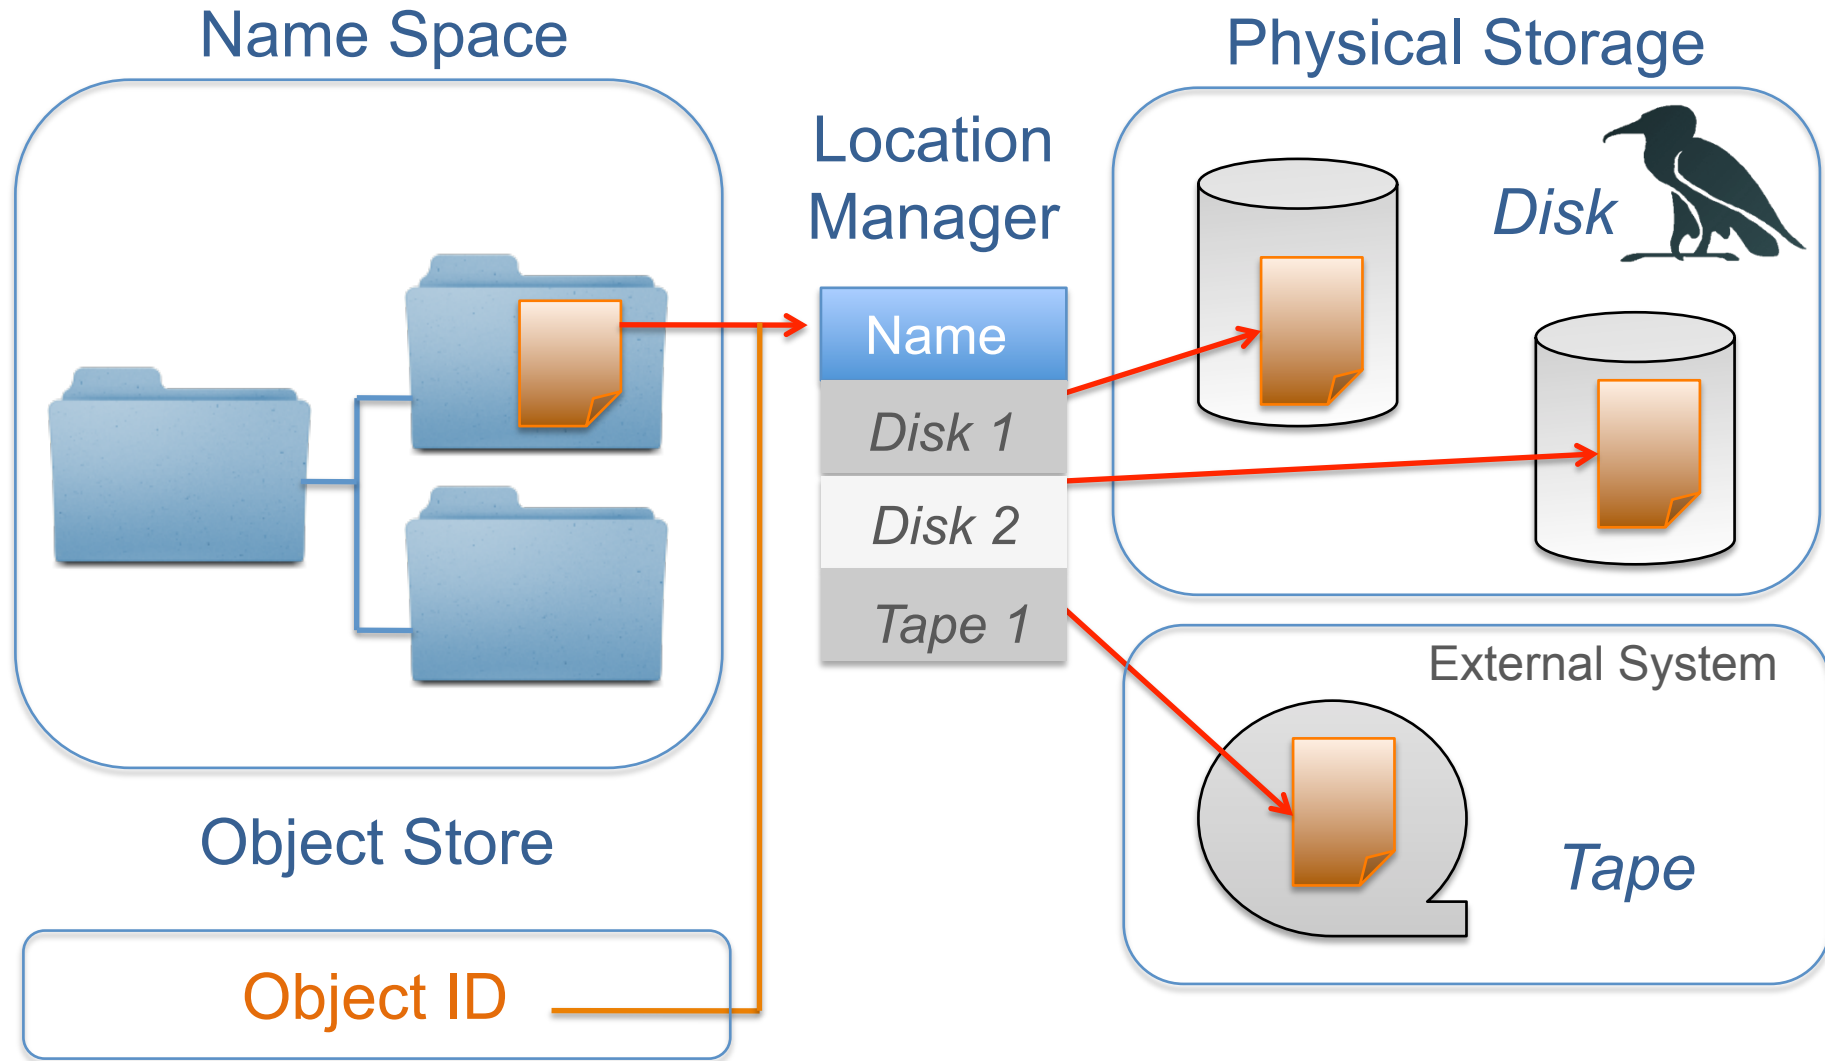 Name Space
Object Store
Object ID
Location
Manager
Name
Disk 1
Disk 2
Tape 1
Physical Storage
Disk
External System
Tape